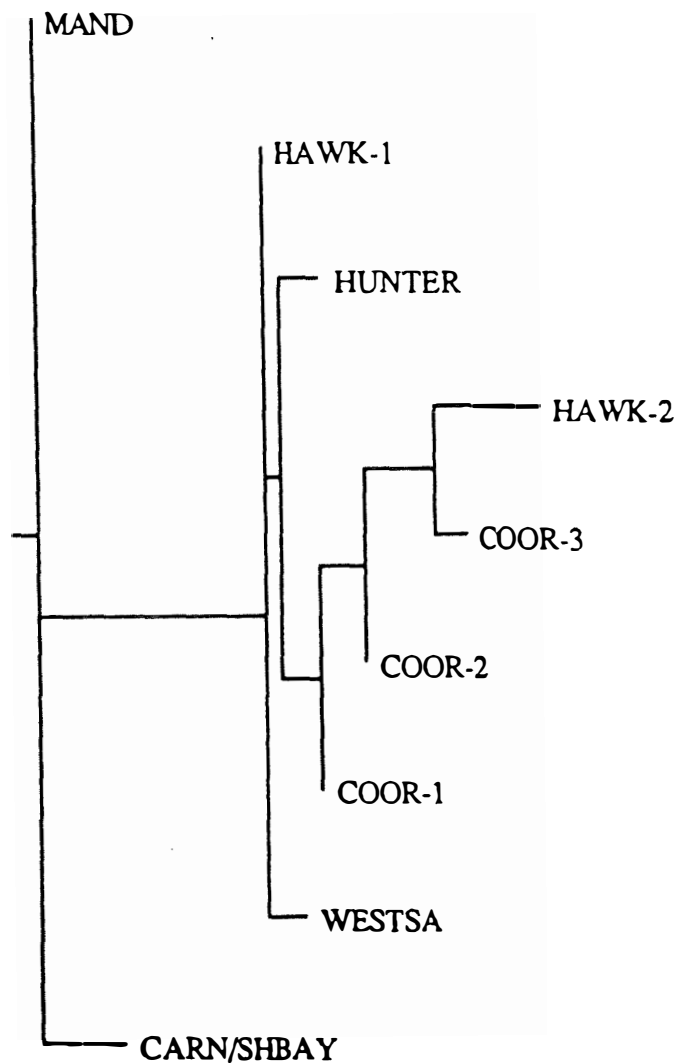 MAND
HAWK-1
HUNTER
HAWK-2
COOR-3
COOR-2
COOR-1
WESTSA
CARN/SHBAY